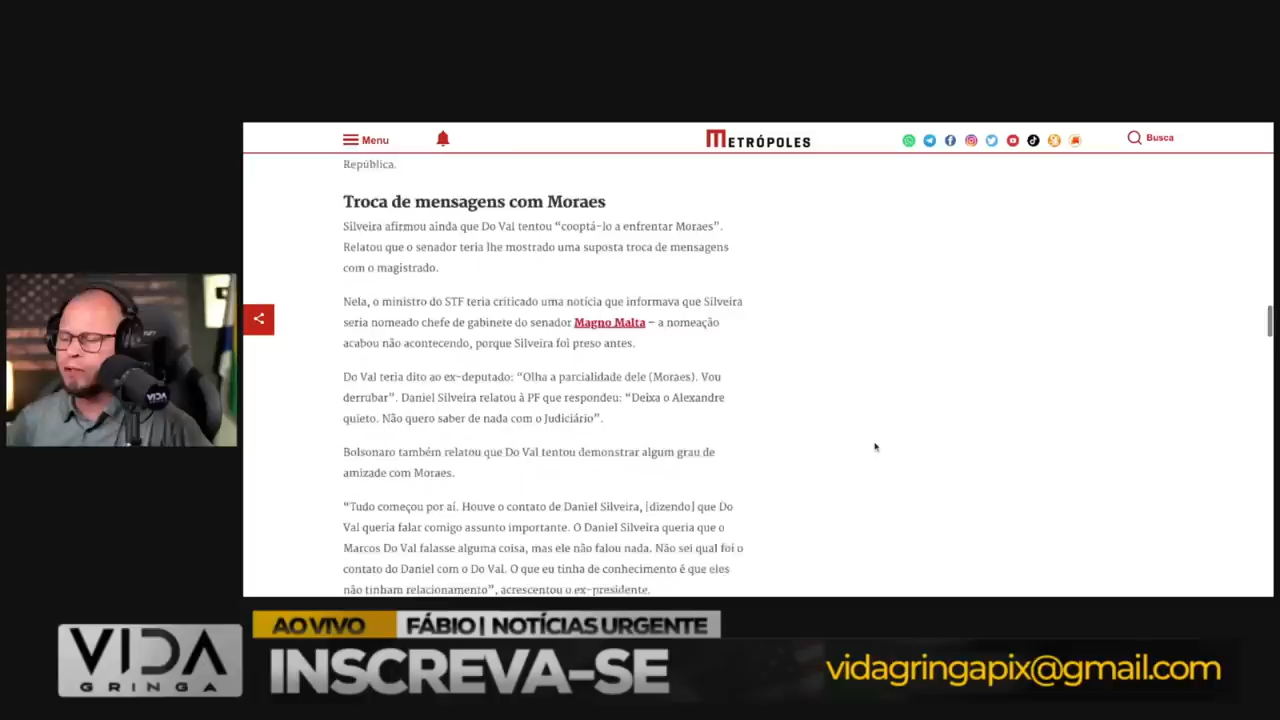 Menu
METRÓPOLES
Busca
República.
Troca de mensagens com Moraes
Silveira afirmou ainda que Do Val tentou “cooptá-lo a enfrentar Moraes”.
Relatou que o senador teria lhe mostrado uma suposta troca de mensagens
com o magistrado.
Nela, o ministro do STF teria criticado uma notícia que informava que Silveira
seria nomeado chefe de gabinete do senador Magno Malta – a nomeação
acabou não acontecendo, porque Silveira foi preso antes.
Do Val teria dito ao ex-deputado: “Olha a parcialidade dele (Moraes). Vou
derrubar”. Daniel Silveira relatou à PF que respondeu: “Deixa o Alexandre
quieto. Não quero saber de nada com o Judiciário”.
Bolsonaro também relatou que Do Val tentou demonstrar algum grau de
amizade com Moraes.
“Tudo começou por aí. Houve o contato de Daniel Silveira, [dizendo] que Do
Val queria falar comigo assunto importante. O Daniel Silveira queria que o
Marcos Do Val falasse alguma coisa, mas ele não falou nada. Não sei qual foi o
contato do Daniel com o Do Val. O que eu tinha de conhecimento é que eles
não tinham relacionamento”, acrescentou o ex-presidente.
VIDA
AO VIVO FÁBIO | NOTÍCIAS URGENTE
VIDA
GRINGA
INSCREVA-SE
vidagringapix@gmail.com